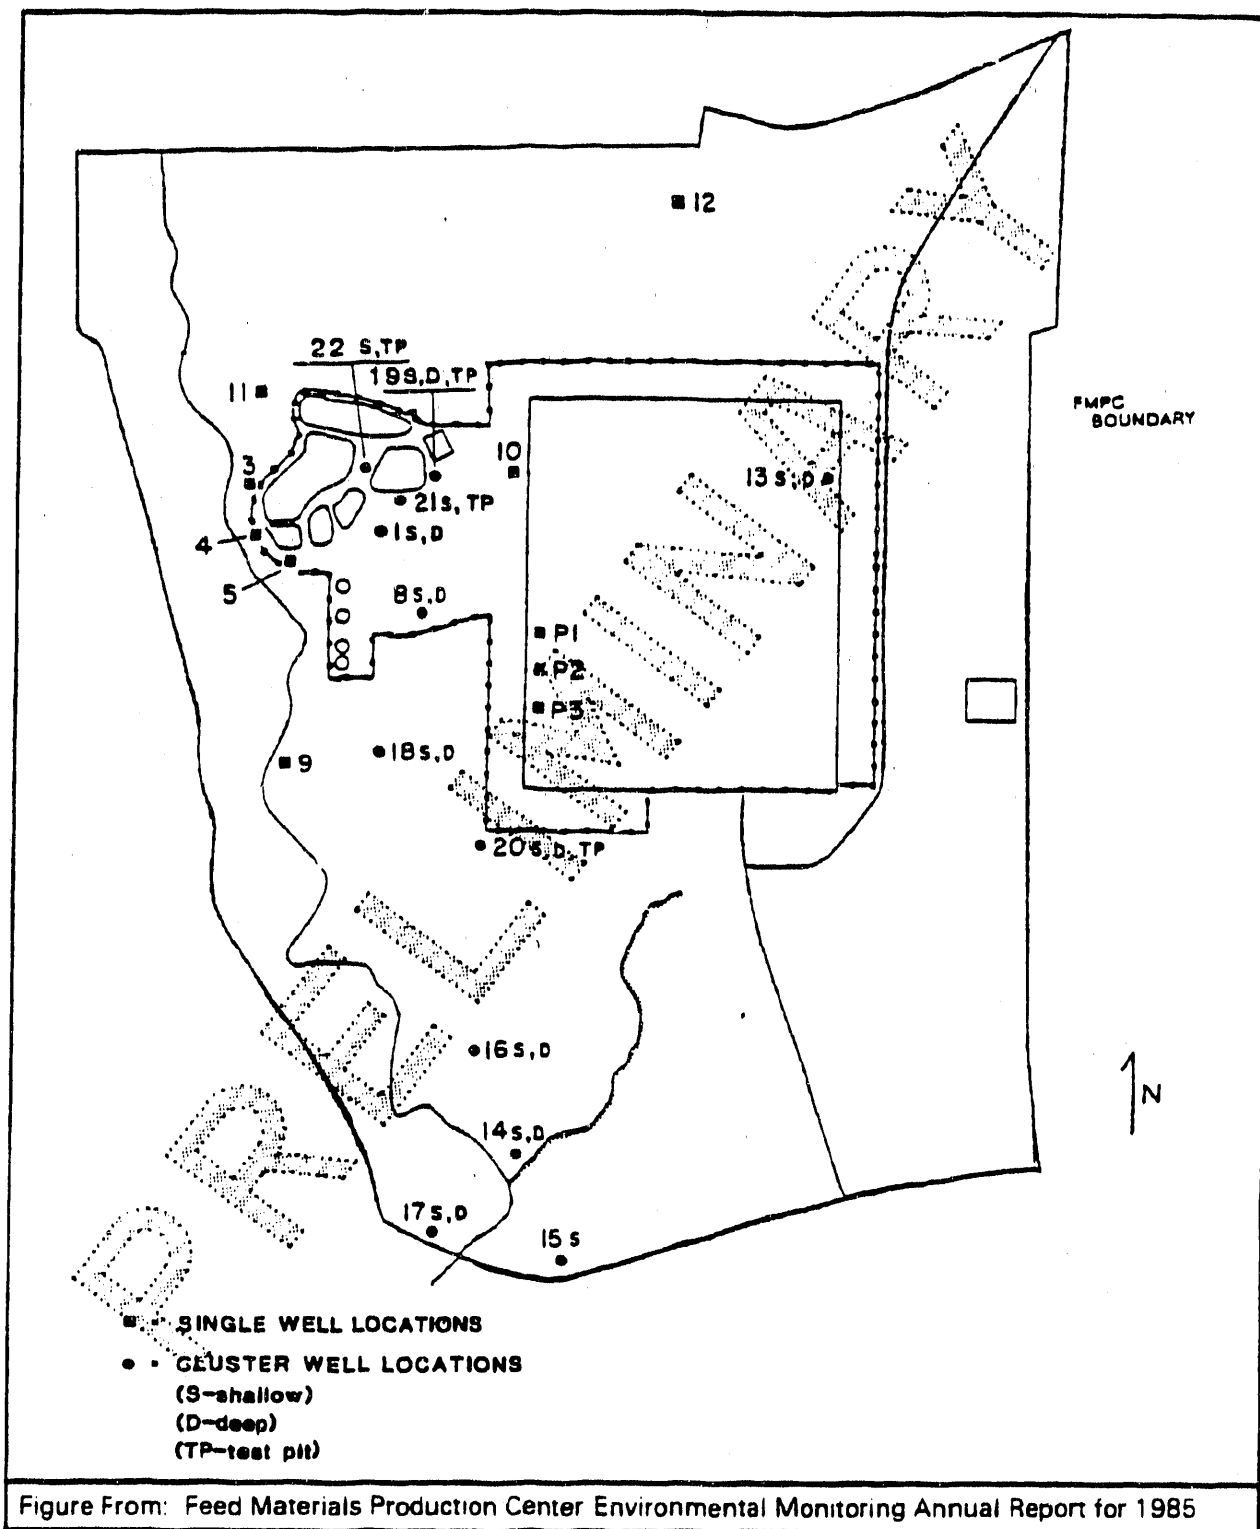 12
22 S,TP
19S,D,TP
11
FMPC
BOUNDARY
3
10
13 S,D
21S, TP
4
1S,D
5
8S,D
P1
P2
P3
9
18S,D
20S,D,TP
16S,D
N
14S,D
17S,D
15 S
PRELIMINARY
SINGLE WELL LOCATIONS
CLUSTER WELL LOCATIONS
(S-shallow)
(D-deep)
(TP-test pit)
Figure From: Feed Materials Production Center Environmental Monitoring Annual Report for 1985